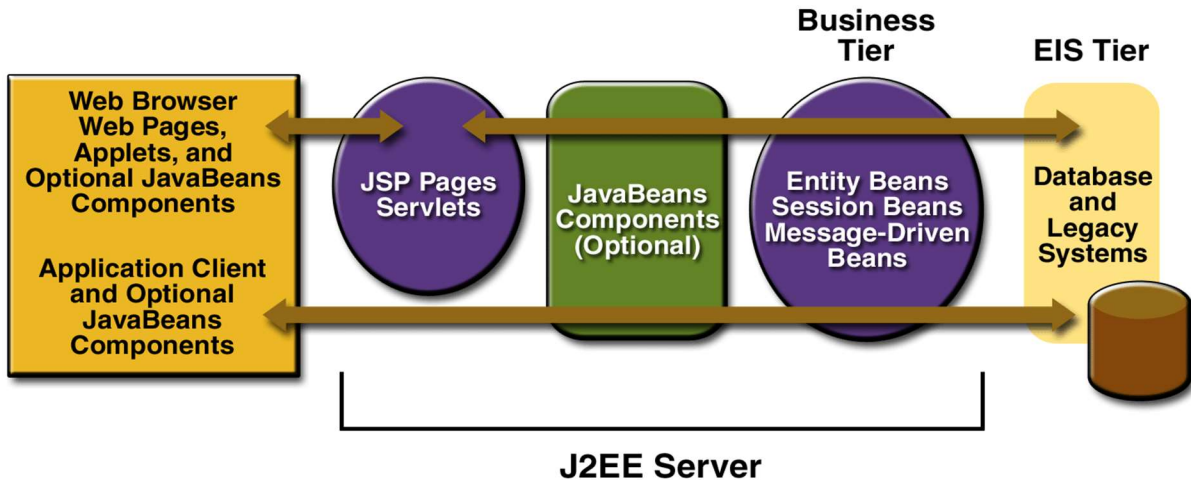 Business
Tier
EIS Tier
Web Browser
Web Pages,
Applets, and
Optional JavaBeans
Components
Application Client
and Optional
JavaBeans
Components
JSP Pages
Servlets
JavaBeans
Components
(Optional)
Entity Beans
Session Beans
Message-Driven
Beans
Database
and
Legacy
Systems
J2EE Server